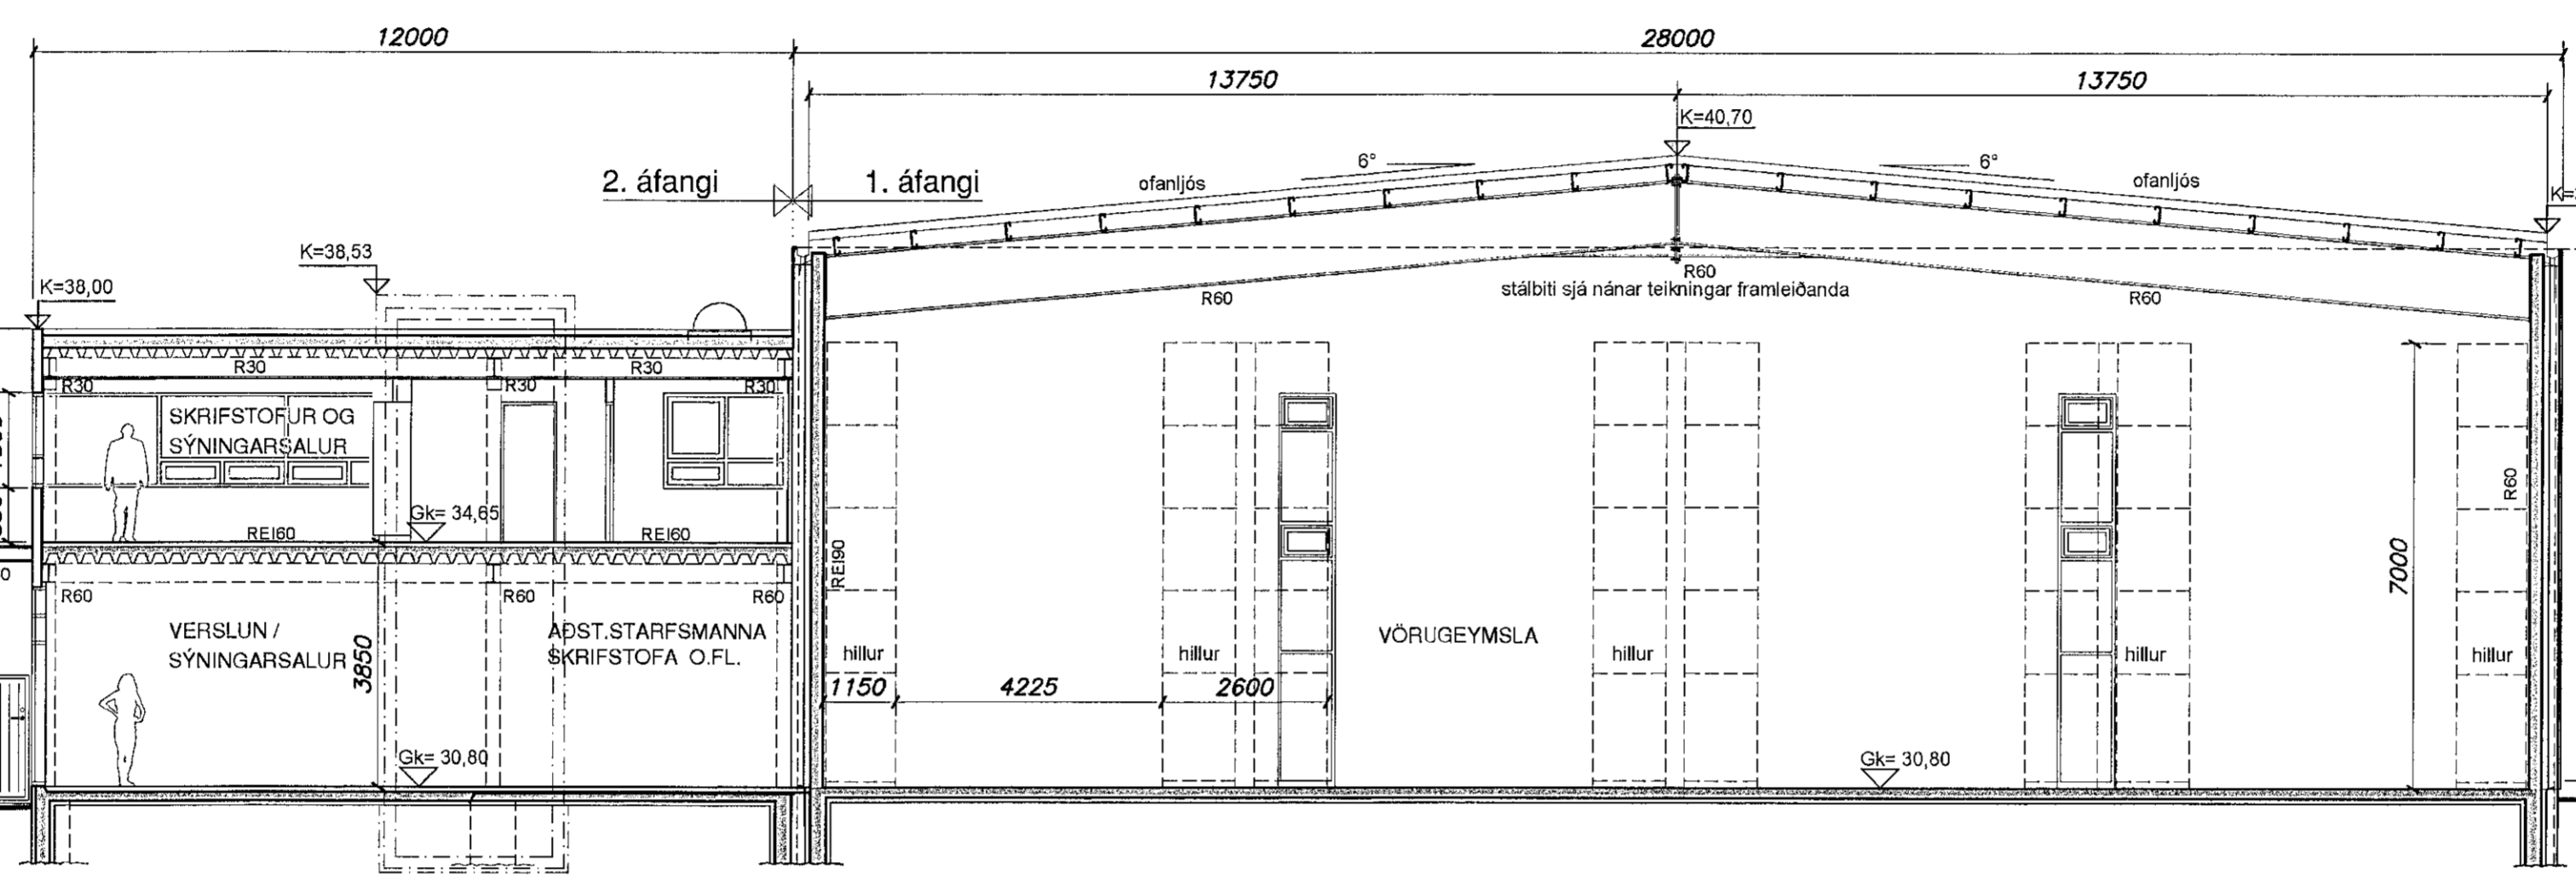 12000
28000
13750
13750
K=40,70
6°
6°
2. áfangi
1. áfangi
ofanljós
ofanljós
K=38,53
K=38,00
R60
stálbiti sjá nánar teikningar framleiðanda
R60
R60
R30
R30
R30
R30
R30
SKRIFSTOFUR OG
SÝNINGARSALUR
Gk= 34,65
REI60
REI60
R60
REI90
7000
R60
R60
R60
VERSLUN /
SÝNINGARSALUR
3850
AÐST.STARFSMANNA
SKRIFSTOFA O.FL.
VÖRUGEYMSLA
hillur
hillur
hillur
hillur
hillur
1150
4225
2600
Gk= 30,80
Gk= 30,80